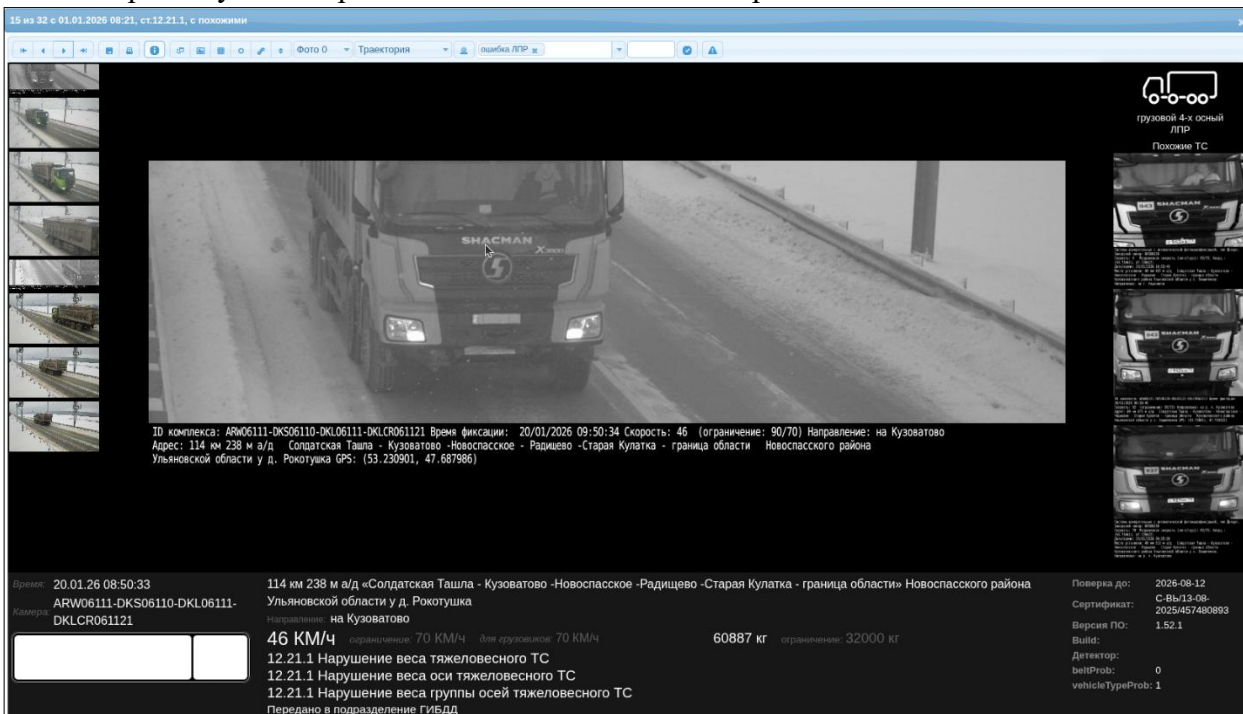 15 из 32 с 01.01.2026 08:21, ст.12.21.1, с похожими
Фото 0
Траектория
ошибка ЛПР
грузовой 4-х осный
ЛПР
Похожие ТС
SHACMAN
X3000
943 SHACMAN
943 SHACMAN
937 SHACMAN
ID комплекса: ARW06111-DKS06110-DKL06111-DKLCR061121 Время фиксации: 20/01/2026 09:50:34 Скорость: 46 (ограничение: 90/70) Направление: на Кузоватово
Адрес: 114 км 238 м а/д Солдатская Ташла - Кузоватово -Новоспасское - Радищево -Старая Кулатка - граница области Новоспасского района
Ульяновской области у д. Рокотушка GPS: (53.230901, 47.687986)
Время: 20.01.26 08:50:33
Камера: ARW06111-DKS06110-DKL06111-
DKLCR061121
114 км 238 м а/д «Солдатская Ташла - Кузоватово -Новоспасское -Радищево -Старая Кулатка - граница области» Новоспасского района
Ульяновской области у д. Рокотушка
Направление: на Кузоватово
46 КМ/Ч ограничение: 70 КМ/Ч для грузовиков: 70 КМ/Ч 60887 кг ограничение: 32000 кг
12.21.1 Нарушение веса тяжеловесного ТС
12.21.1 Нарушение веса оси тяжеловесного ТС
12.21.1 Нарушение веса группы осей тяжеловесного ТС
Передано в подразделение ГИБДД
Поверка до: 2026-08-12
Сертификат: С-ВЬ/13-08-
2025/457480893
Версия ПО: 1.52.1
Build:
Детектор:
beltProb: 0
vehicleTypeProb: 1